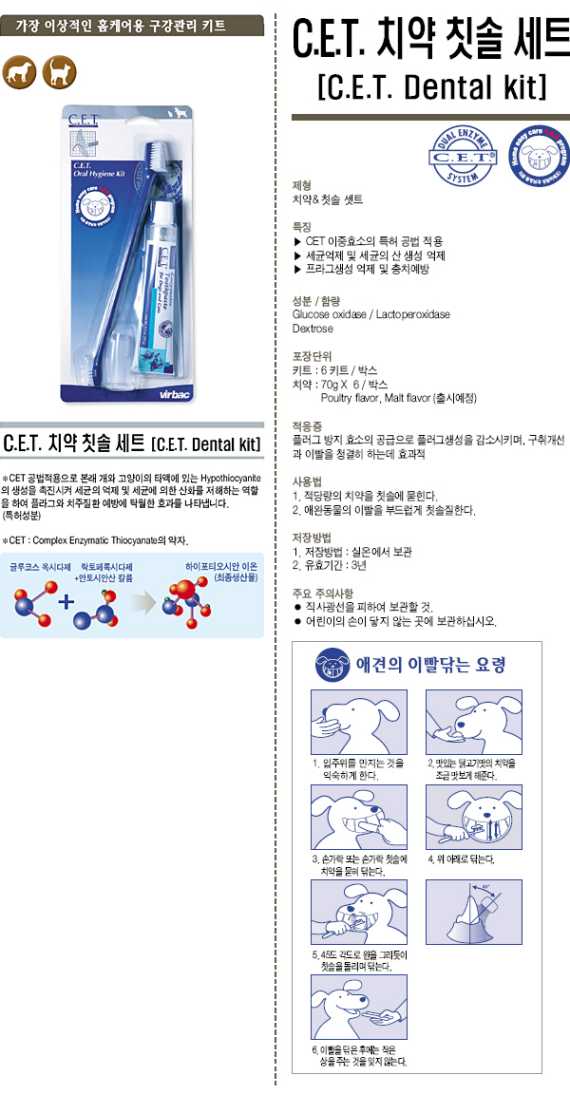 가장 이상적인 홈케어용 구강관리 키트
C.E.T.
C.E.T.
Oral Hygiene Kit
C.E.T.
Toothpaste
virbac
C.E.T. 치약 칫솔 세트 [C.E.T. Dental kit]
*CET 공법적용으로 본래 개와 고양이의 타액에 있는 Hypothiocyanite
의 생성을 촉진시켜 세균의 억제 및 세균에 의한 산화를 저해하는 역할
을 하여 플라그와 치주질환 예방에 탁월한 효과를 나타냅니다.
(특허성분)
*CET : Complex Enzymatic Thiocyanate의 약자.
글루코스 옥시다제
락토페록시다제
+안토시안산 칼륨
하이포티오시안 이온
(최종생산물)
C.E.T. 치약 칫솔 세트
[C.E.T. Dental kit]
DUAL ENZYME
C.E.T.®
SYSTEM
Home easy care program
제형
치약& 칫솔 셋트
특징
▶ CET 이중효소의 특허 공법 적용
▶ 세균억제 및 세균의 산 생성 억제
▶ 프라그생성 억제 및 충치예방
성분 / 함량
Glucose oxidase / Lactoperoxidase
Dextrose
포장단위
키트 : 6 키트 / 박스
치약 : 70g X 6 / 박스
Poultry flavor, Malt flavor (출시예정)
적응증
플러그 방지 효소의 공급으로 플러그생성을 감소시키며, 구취개선
과 이빨을 청결히 하는데 효과적
사용법
1. 적당량의 치약을 칫솔에 묻힌다.
2. 애완동물의 이빨을 부드럽게 칫솔질한다.
저장방법
1. 저장방법 : 실온에서 보관
2. 유효기간 : 3년
주요 주의사항
● 직사광선을 피하여 보관할 것.
● 어린이의 손이 닿지 않는 곳에 보관하십시오.
애견의 이빨닦는 요령
1. 입주위를 만지는 것을
익숙하게 한다.
2. 맛있는 닭고기맛의 치약을
조금 맛보게 해준다.
3. 손가락 또는 손가락 칫솔에
치약을 묻혀 닦는다.
4. 위 아래로 닦는다.
45°
5. 45도 각도로 원을 그리듯이
칫솔을 돌리며 닦는다.
6. 이빨을 닦은 후에는 작은
상을 주는 것을 잊지 않는다.